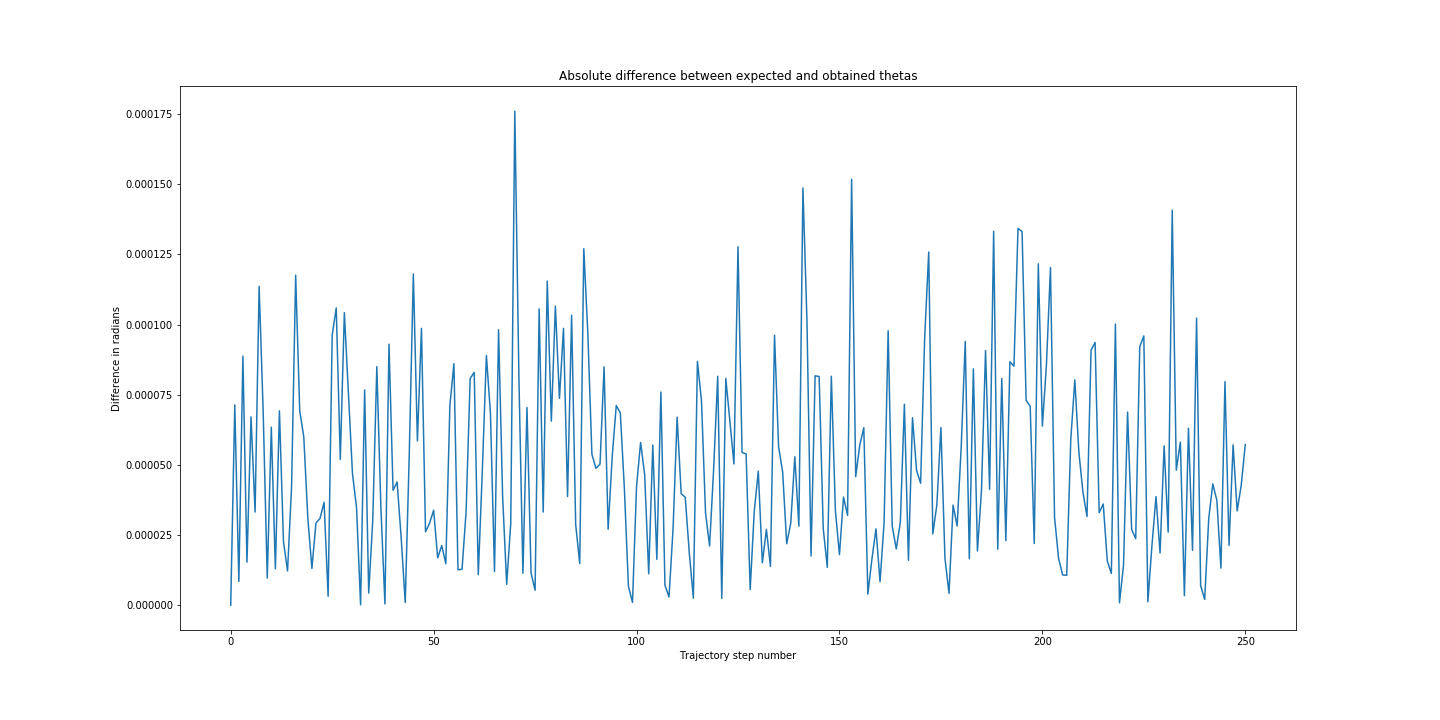 Absolute difference between expected and obtained thetas
Difference in radians
0.000175
0.000150
0.000125
0.000100
0.000075
0.000050
0.000025
0.000000
0 50 100 150 200 250
Trajectory step number